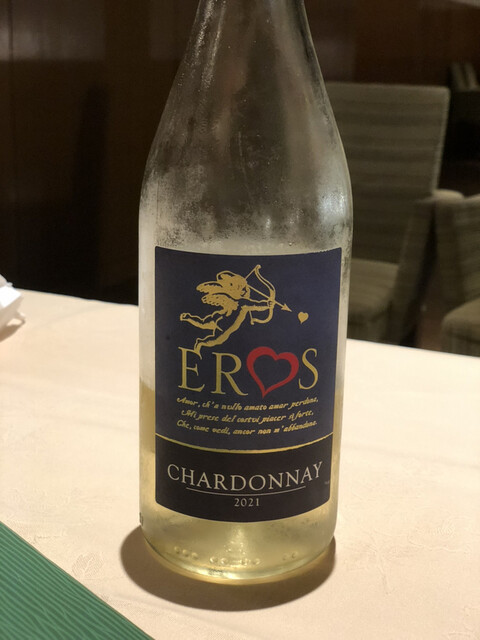 EROS
Amor, ch'a nullo amato amar perdona,
Mi prese del costui piacer sì forte,
Che, come vedi, ancor non m'abbandona.
CHARDONNAY
2021